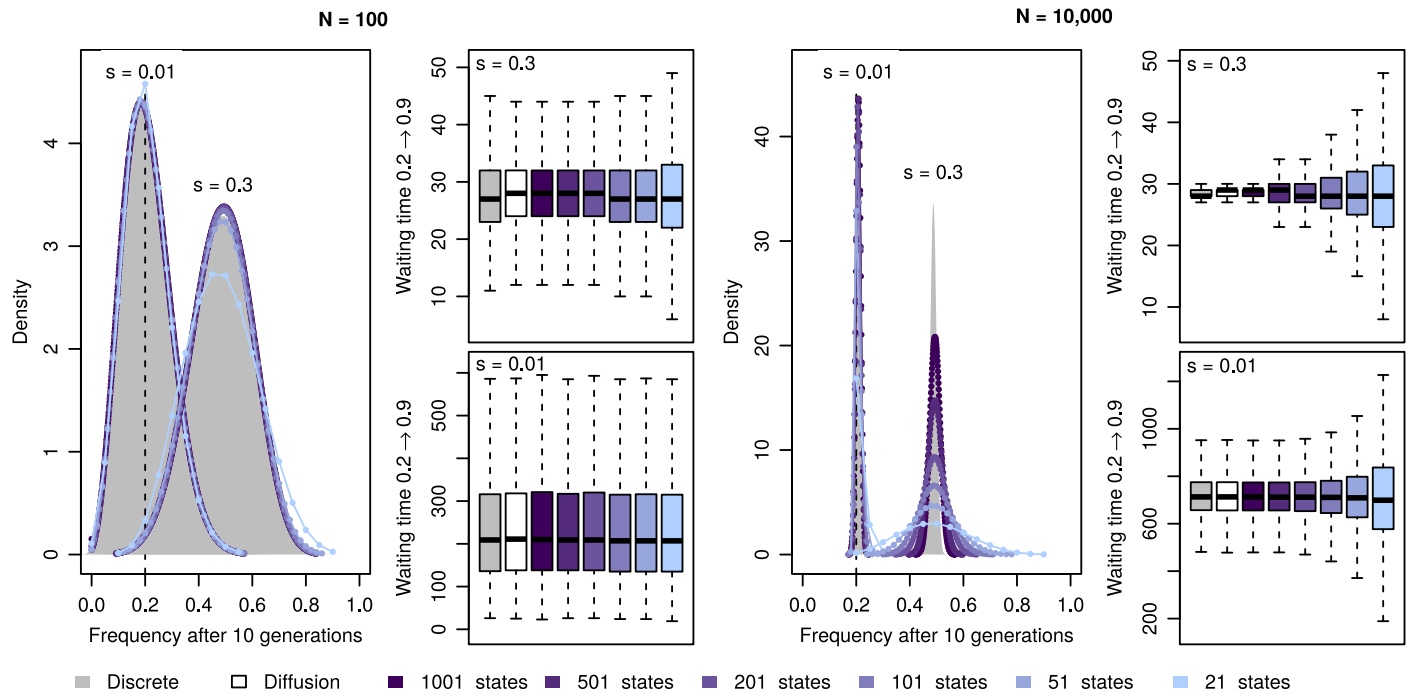 N = 100
N = 10,000
s = 0.01
s = 0.3
Density
0
1
2
3
4
0.0 0.2 0.4 0.6 0.8 1.0
Frequency after 10 generations
s = 0.3
Waiting time 0.2 → 0.9
10
20
30
40
50
s = 0.01
Waiting time 0.2 → 0.9
0
100
300
500
s = 0.01
s = 0.3
Density
0
10
20
30
40
0.0 0.2 0.4 0.6 0.8 1.0
Frequency after 10 generations
s = 0.3
Waiting time 0.2 → 0.9
10
20
30
40
50
s = 0.01
Waiting time 0.2 → 0.9
200
600
1000
Discrete Diffusion 1001 states 501 states 201 states 101 states 51 states 21 states